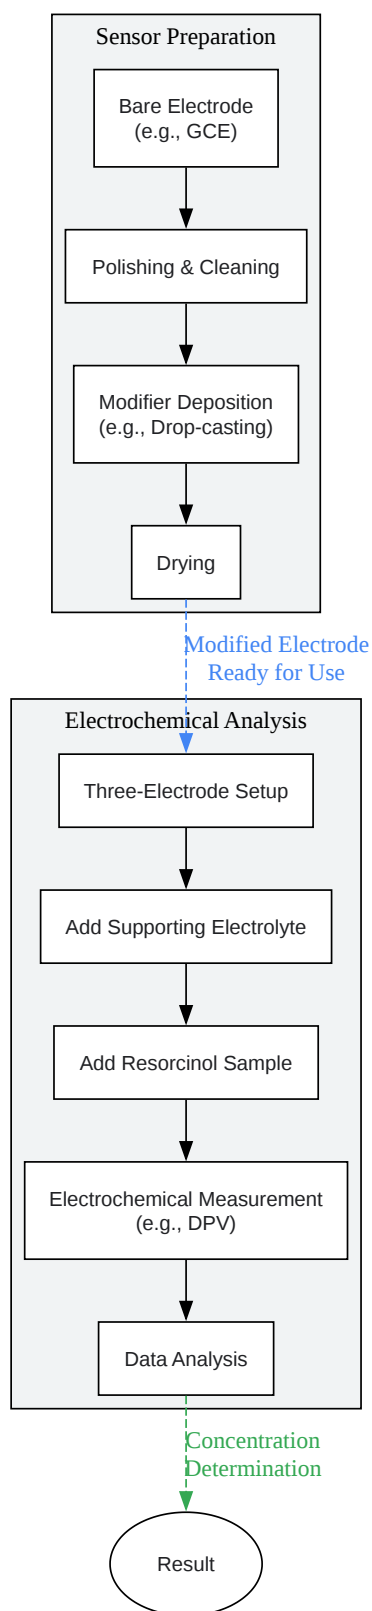 Sensor Preparation
Bare Electrode
(e.g., GCE)
Polishing & Cleaning
Modifier Deposition
(e.g., Drop-casting)
Drying
Modified Electrode
Ready for Use
Electrochemical Analysis
Three-Electrode Setup
Add Supporting Electrolyte
Add Resorcinol Sample
Electrochemical Measurement
(e.g., DPV)
Data Analysis
Concentration
Determination
Result